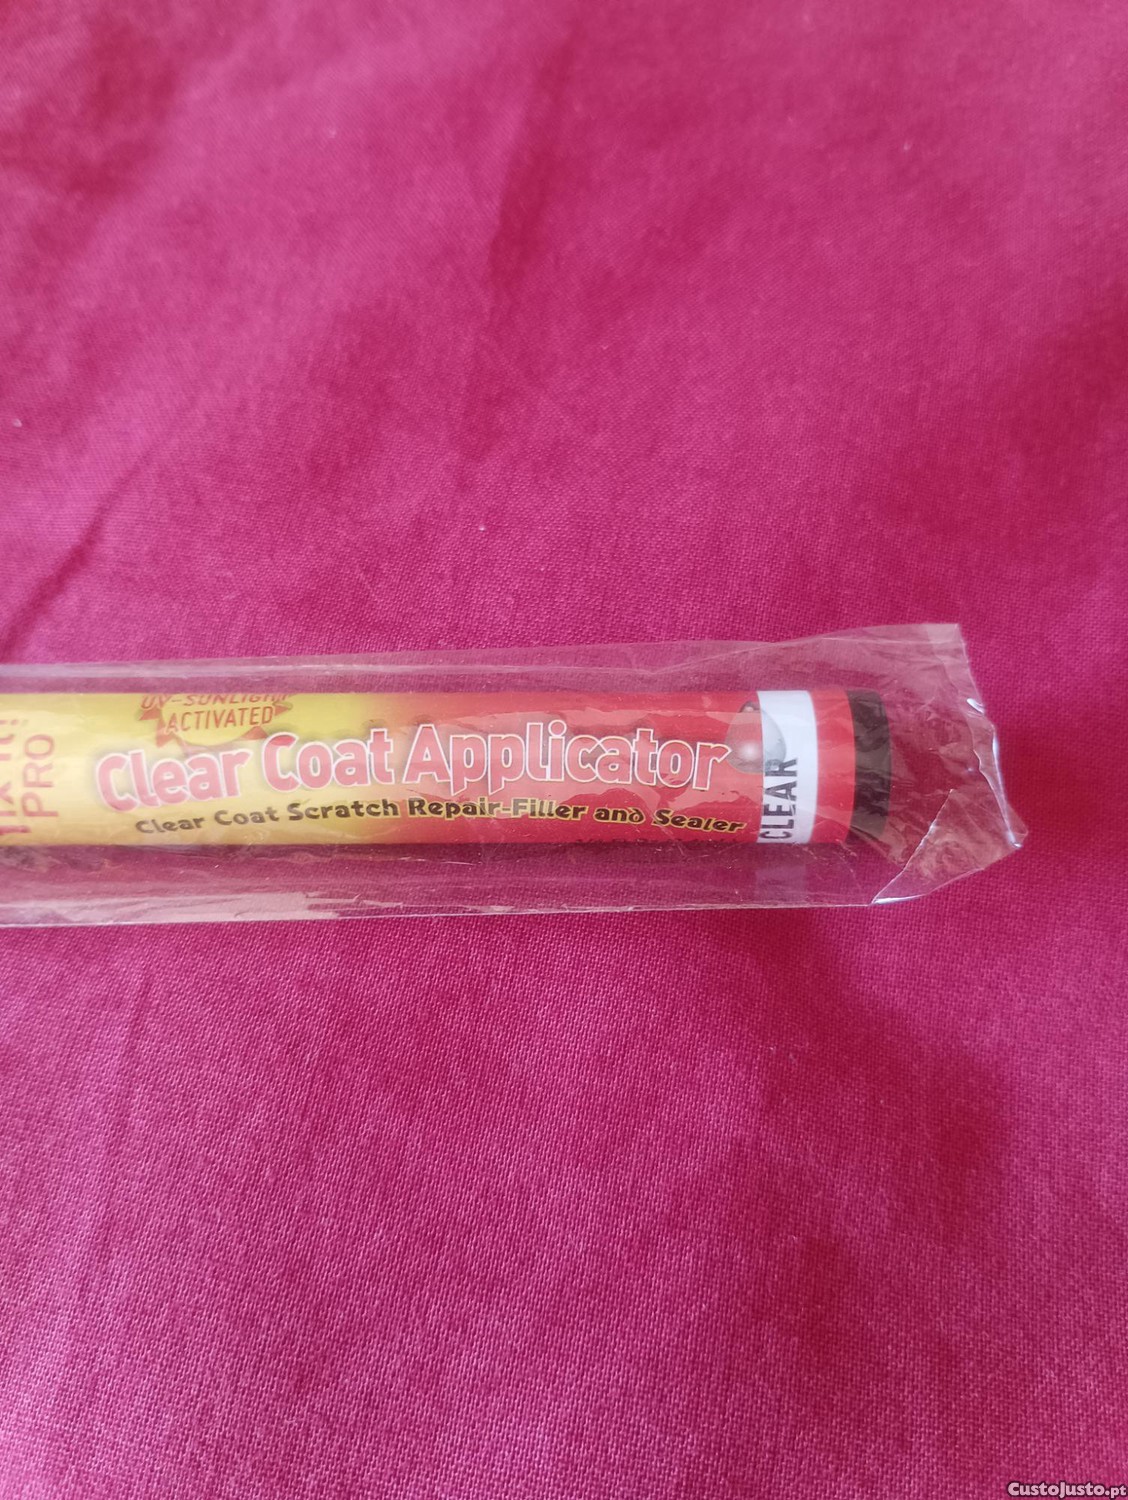 UV-SUNLIGHT
ACTIVATED
PRO
Clear Coat Applicator
Clear Coat Scratch Repair-Filler and Sealer
CLEAR
CustoJusto.pt